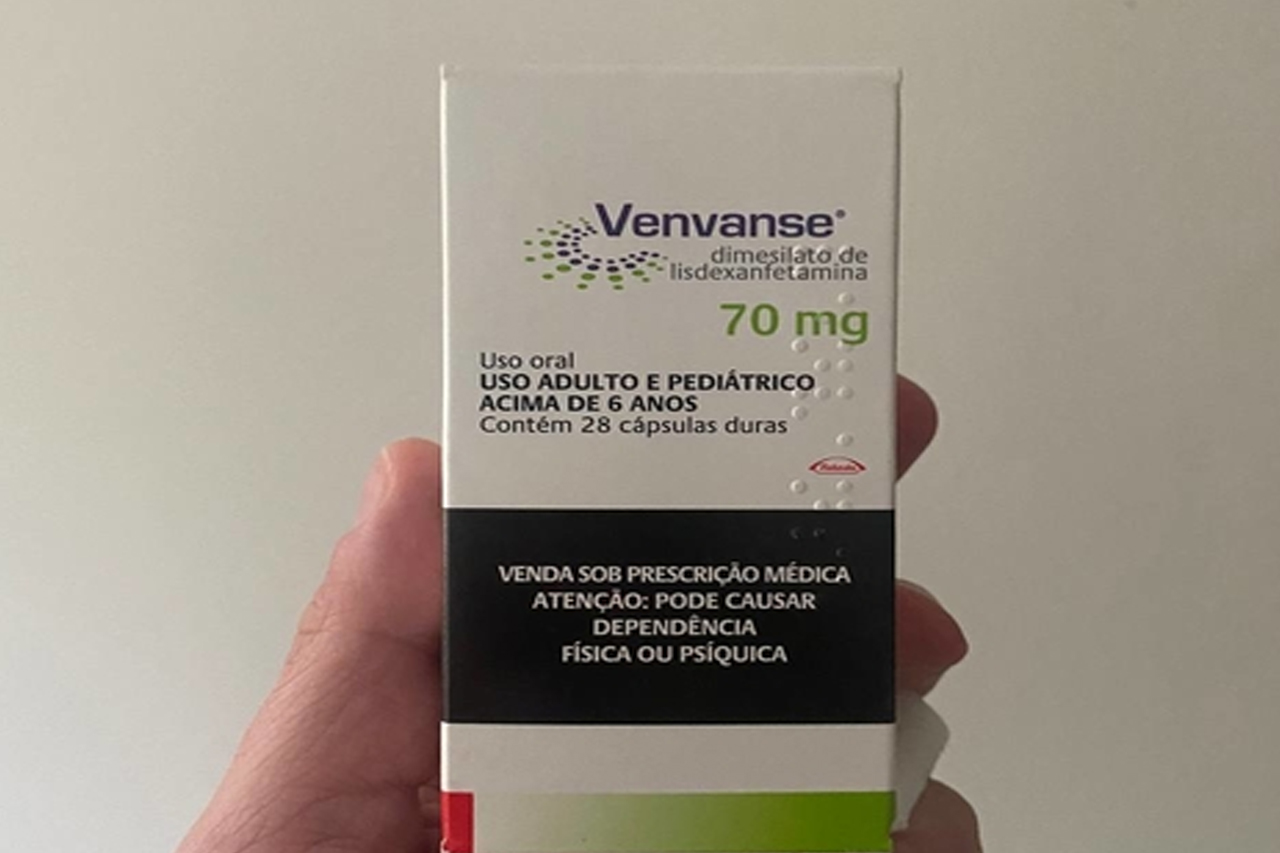 Venvanse®
dimesilato de
lisdexanfetamina
70 mg
Uso oral
USO ADULTO E PEDIÁTRICO
ACIMA DE 6 ANOS
Contém 28 cápsulas duras
Takeda
VENDA SOB PRESCRIÇÃO MÉDICA
ATENÇÃO: PODE CAUSAR
DEPENDÊNCIA
FÍSICA OU PSÍQUICA